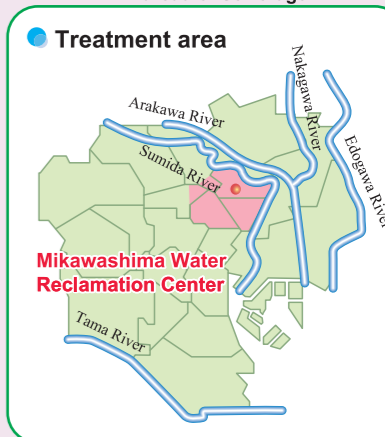 Treatment area
Nakagawa River
Arakawa River
Edogawa River
Sumida River
Mikawashima Water
Reclamation Center
Tama River